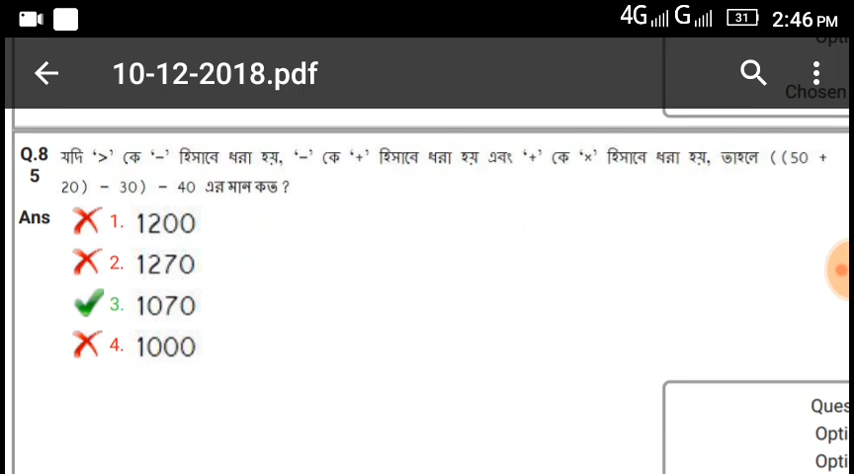 4G G 31 2:46 PM
10-12-2018.pdf
Chosen
Q.8 যদি ‘>’ কে ‘−’ হিসাবে ধরা হয়, ‘−’ কে ‘+’ হিসাবে ধরা হয় এবং ‘+’ কে ‘×’ হিসাবে ধরা হয়, তাহলে ((50 +
5 20) − 30) − 40 এর মান কত ?
Ans 1. 1200
2. 1270
3. 1070
4. 1000
Ques
Opti
Opti